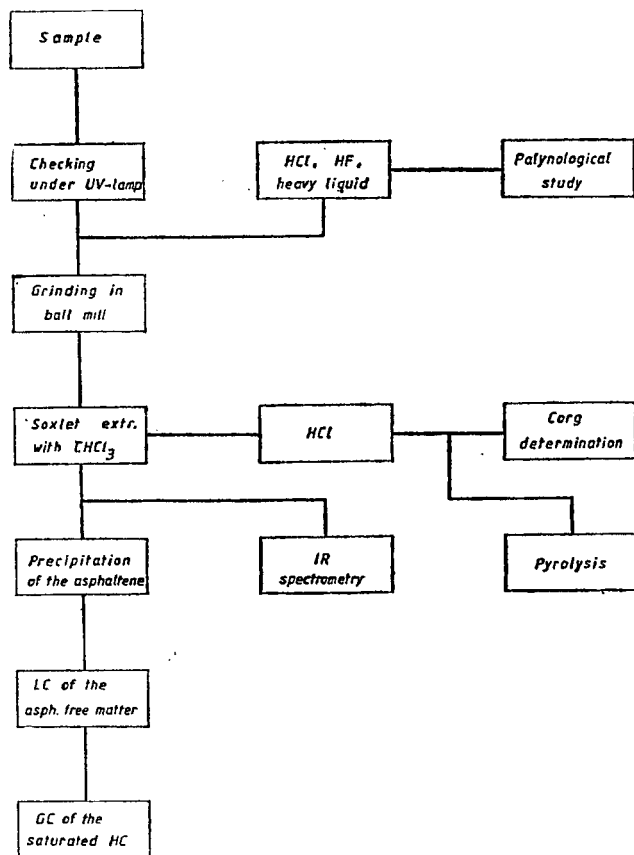 Sample
Checking
under UV-lamp
HCl, HF,
heavy liquid
Palynological
study
Grinding in
ball mill
Soxlet extr.
with CHCl₃
HCl
Corg
determination
Precipitation
of the asphaltene
IR
spectrometry
Pyrolysis
LC of the
asph. free matter
GC of the
saturated HC